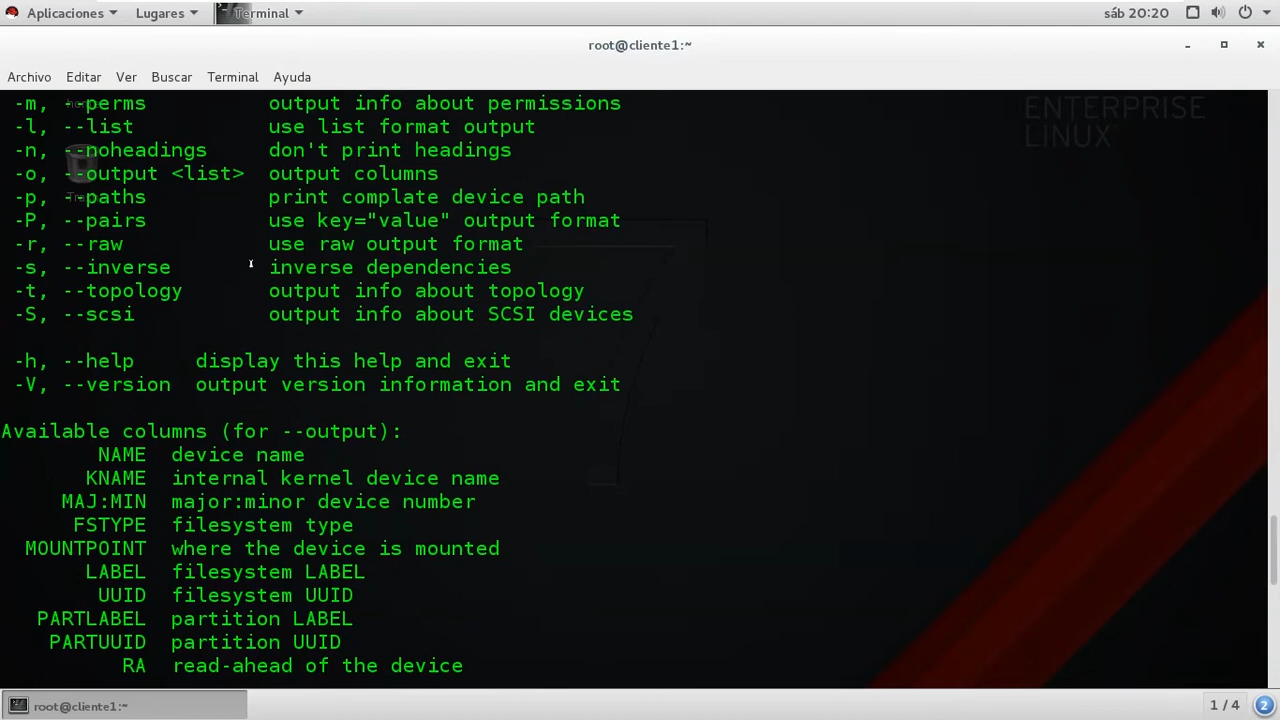 Aplicaciones Lugares Terminal sáb 20:20
root@cliente1:~
Archivo Editar Ver Buscar Terminal Ayuda
ENTERPRISE
LINUX
-m, --perms output info about permissions
-l, --list use list format output
-n, --noheadings don't print headings
-o, --output <list> output columns
-p, --paths print complate device path
-P, --pairs use key="value" output format
-r, --raw use raw output format
-s, --inverse inverse dependencies
-t, --topology output info about topology
-S, --scsi output info about SCSI devices
-h, --help display this help and exit
-V, --version output version information and exit
Available columns (for --output):
NAME device name
KNAME internal kernel device name
MAJ:MIN major:minor device number
FSTYPE filesystem type
MOUNTPOINT where the device is mounted
LABEL filesystem LABEL
UUID filesystem UUID
PARTLABEL partition LABEL
PARTUUID partition UUID
RA read-ahead of the device
root@cliente1:~ 1 / 4 2